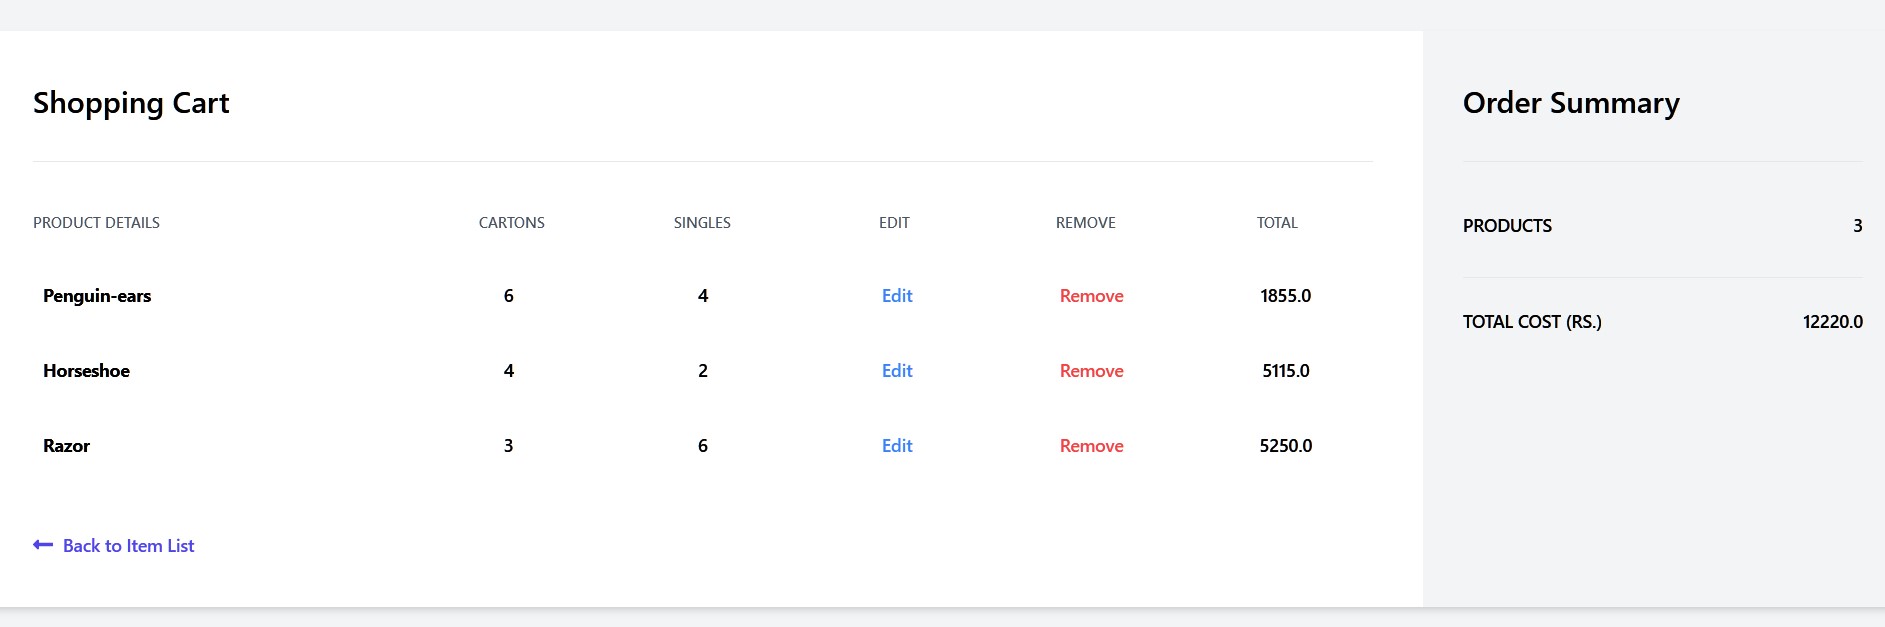 Shopping Cart
PRODUCT DETAILS CARTONS SINGLES EDIT REMOVE TOTAL
Penguin-ears 6 4 Edit Remove 1855.0
Horseshoe 4 2 Edit Remove 5115.0
Razor 3 6 Edit Remove 5250.0
Back to Item List
Order Summary
PRODUCTS 3
TOTAL COST (RS.) 12220.0